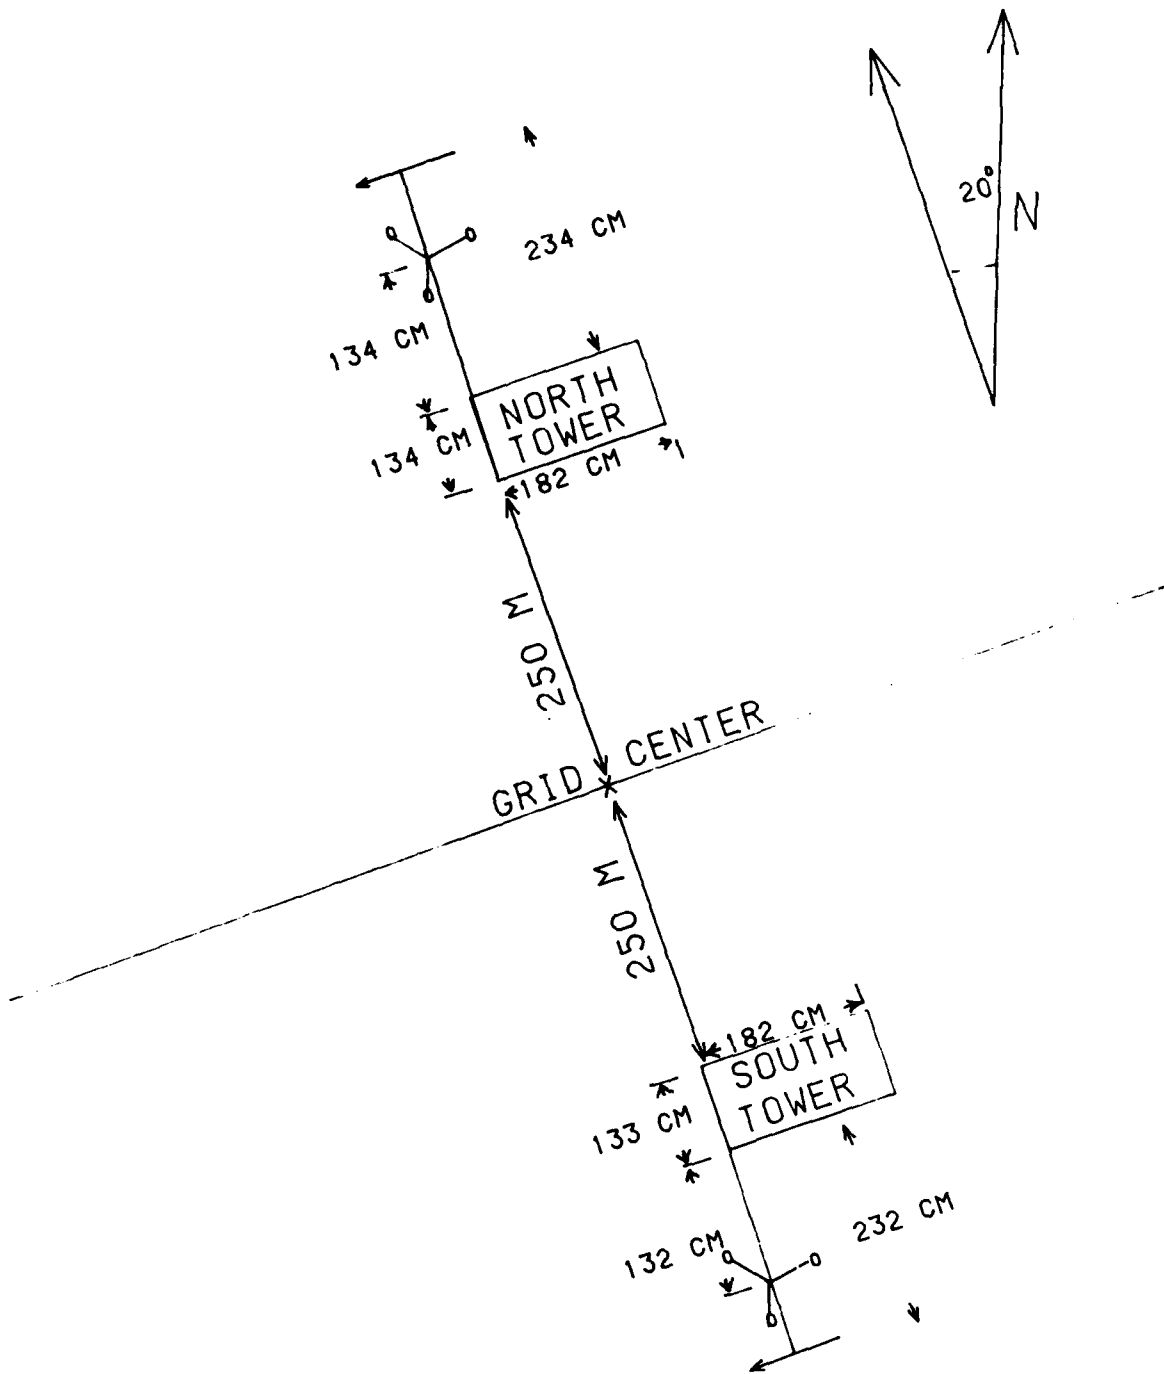 20°
N
234 CM
134 CM
NORTH
TOWER
134 CM
182 CM
250 M
GRID CENTER
250 M
182 CM
SOUTH
TOWER
133 CM
232 CM
132 CM